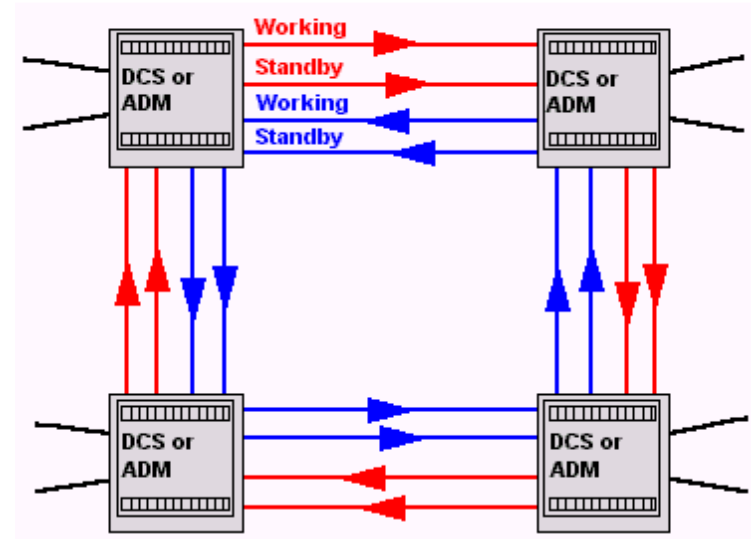 Working
Standby
Working
Standby
DCS or
ADM
DCS or
ADM
DCS or
ADM
DCS or
ADM